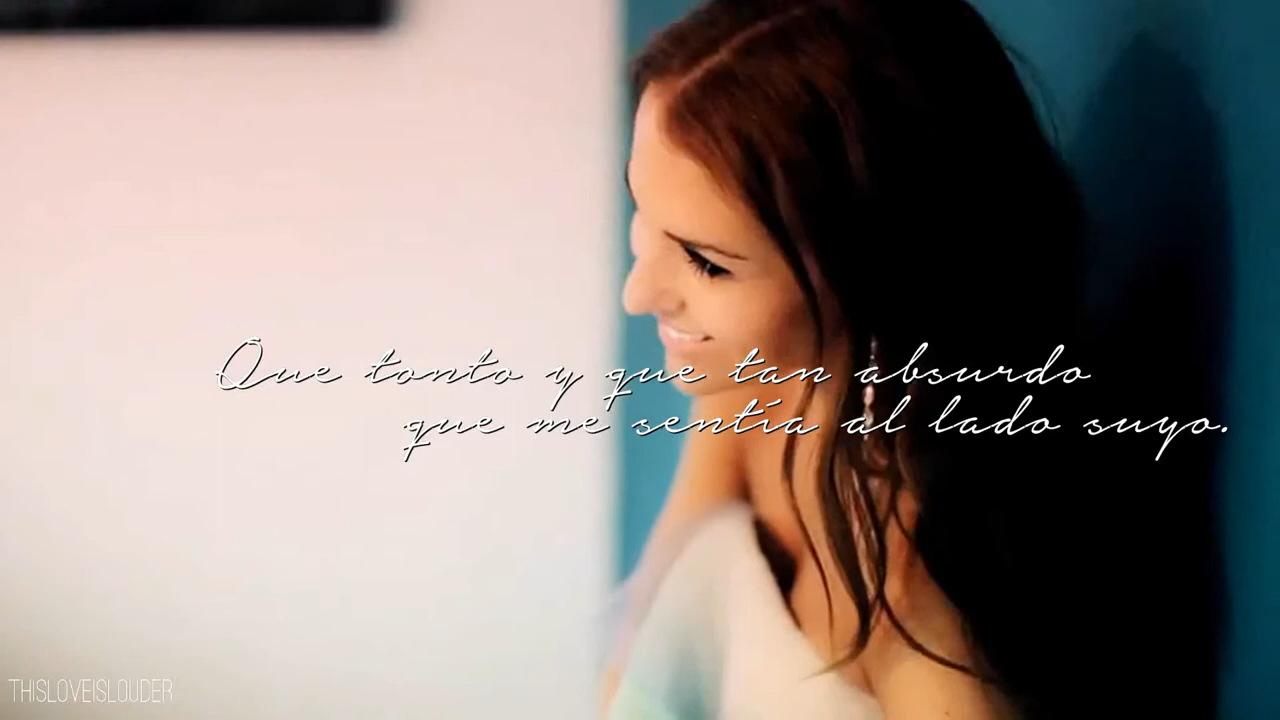 Que tonto y que tan absurdo
que me sentía al lado suyo.
THISLOVEISLOUDER